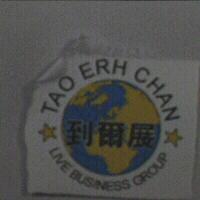 TAO ERH CHAN
到爾展
LIVE BUSINESS GROUP